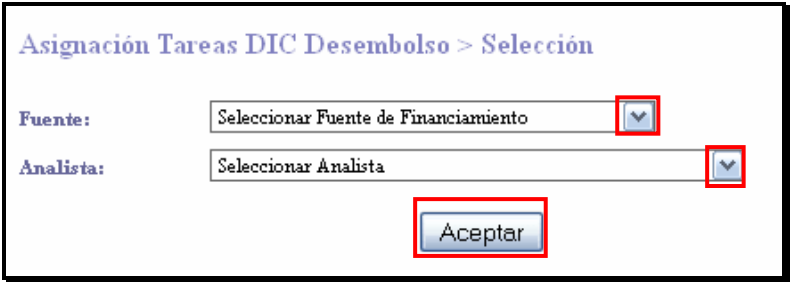 Asignación Tareas DIC Desembolso > Selección
Fuente: Seleccionar Fuente de Financiamiento
Analista: Seleccionar Analista
Aceptar